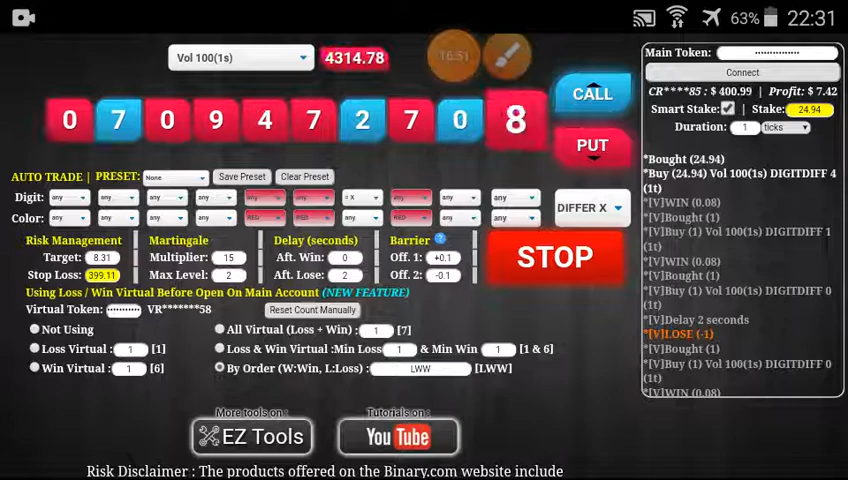 63% 22:31
Vol 100(1s) 4314.78 16:51
0 7 0 9 4 7 2 7 0 8
CALL
PUT
AUTO TRADE | PRESET: None Save Preset Clear Preset
Digit: any any any any any any = X any any any
Color: any any any any RED RED any RED any any
DIFFER X
Risk Management Martingale Delay (seconds) Barrier ?
Target: 8.31 Multiplier: 15 Aft. Win: 0 Off. 1: +0.1
Stop Loss: 399.11 Max Level: 2 Aft. Lose: 2 Off. 2: -0.1
STOP
Using Loss / Win Virtual Before Open On Main Account (NEW FEATURE)
Virtual Token: •••••••••• VR*******58 Reset Count Manually
Not Using All Virtual (Loss + Win) : 1 [7]
Loss Virtual : 1 [1] Loss & Win Virtual :Min Loss 1 & Min Win 1 [1 & 6]
Win Virtual : 1 [6] By Order (W:Win, L:Loss) : LWW [LWW]
More tools on : Tutorials on :
EZ Tools YouTube
Risk Disclaimer : The products offered on the Binary.com website include
Main Token: •••••••••••••••
Connect
CR****85 : $ 400.99 | Profit: $ 7.42
Smart Stake: | Stake: 24.94
Duration: 1 ticks
*Bought (24.94)
*Buy (24.94) Vol 100(1s) DIGITDIFF 4
(1t)
*[V]WIN (0.08)
*[V]Bought (1)
*[V]Buy (1) Vol 100(1s) DIGITDIFF 1
(1t)
*[V]WIN (0.08)
*[V]Bought (1)
*[V]Buy (1) Vol 100(1s) DIGITDIFF 0
(1t)
*[V]Delay 2 seconds
*[V]LOSE (-1)
*[V]Bought (1)
*[V]Buy (1) Vol 100(1s) DIGITDIFF 0
(1t)
*[V]WIN (0.08)